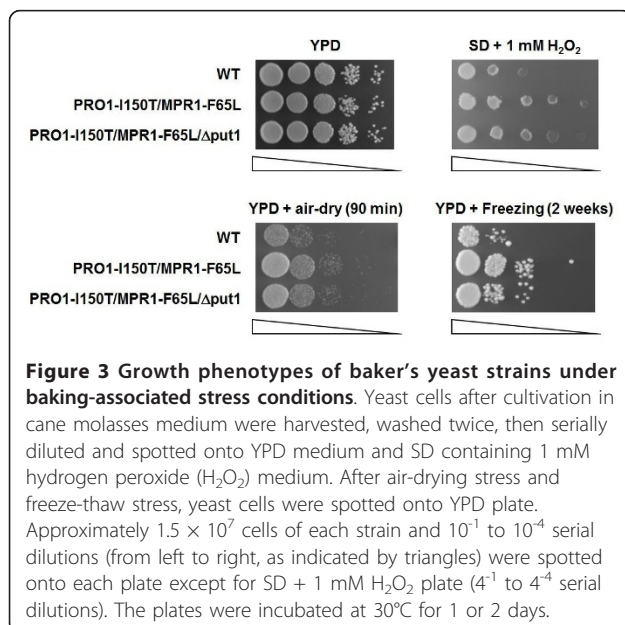 YPD
SD + 1 mM H₂O₂
WT
PRO1-I150T/MPR1-F65L
PRO1-I150T/MPR1-F65L/Δput1
YPD + air-dry (90 min)
YPD + Freezing (2 weeks)
WT
PRO1-I150T/MPR1-F65L
PRO1-I150T/MPR1-F65L/Δput1
Figure 3 Growth phenotypes of baker's yeast strains under
baking-associated stress conditions. Yeast cells after cultivation in
cane molasses medium were harvested, washed twice, then serially
diluted and spotted onto YPD medium and SD containing 1 mM
hydrogen peroxide (H₂O₂) medium. After air-drying stress and
freeze-thaw stress, yeast cells were spotted onto YPD plate.
Approximately 1.5 × 10⁷ cells of each strain and 10⁻¹ to 10⁻⁴ serial
dilutions (from left to right, as indicated by triangles) were spotted
onto each plate except for SD + 1 mM H₂O₂ plate (4⁻¹ to 4⁻⁴ serial
dilutions). The plates were incubated at 30°C for 1 or 2 days.